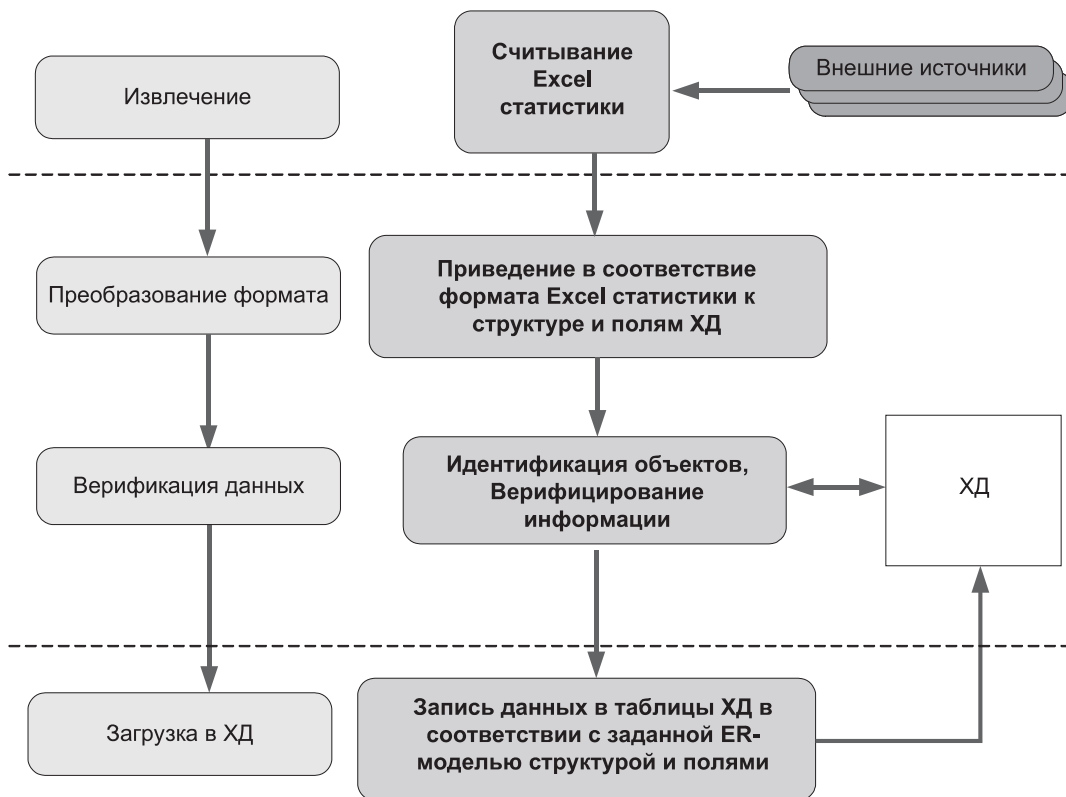 Извлечение
Считывание
Excel
статистики
Внешние источники
Преобразование формата
Приведение в соответствие
формата Excel статистики к
структуре и полям ХД
Верификация данных
Идентификация объектов,
Верифицирование
информации
ХД
Загрузка в ХД
Запись данных в таблицы ХД в
соответствии с заданной ER-
моделью структурой и полями